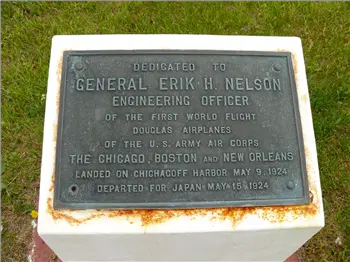 DEDICATED TO
GENERAL ERIK H. NELSON
ENGINEERING OFFICER
OF THE FIRST WORLD FLIGHT
DOUGLAS AIRPLANES
OF THE U.S. ARMY AIR CORPS
THE CHICAGO, BOSTON AND NEW ORLEANS
LANDED ON CHICHAGOFF HARBOR MAY 9, 1924
DEPARTED FOR JAPAN MAY 15, 1924